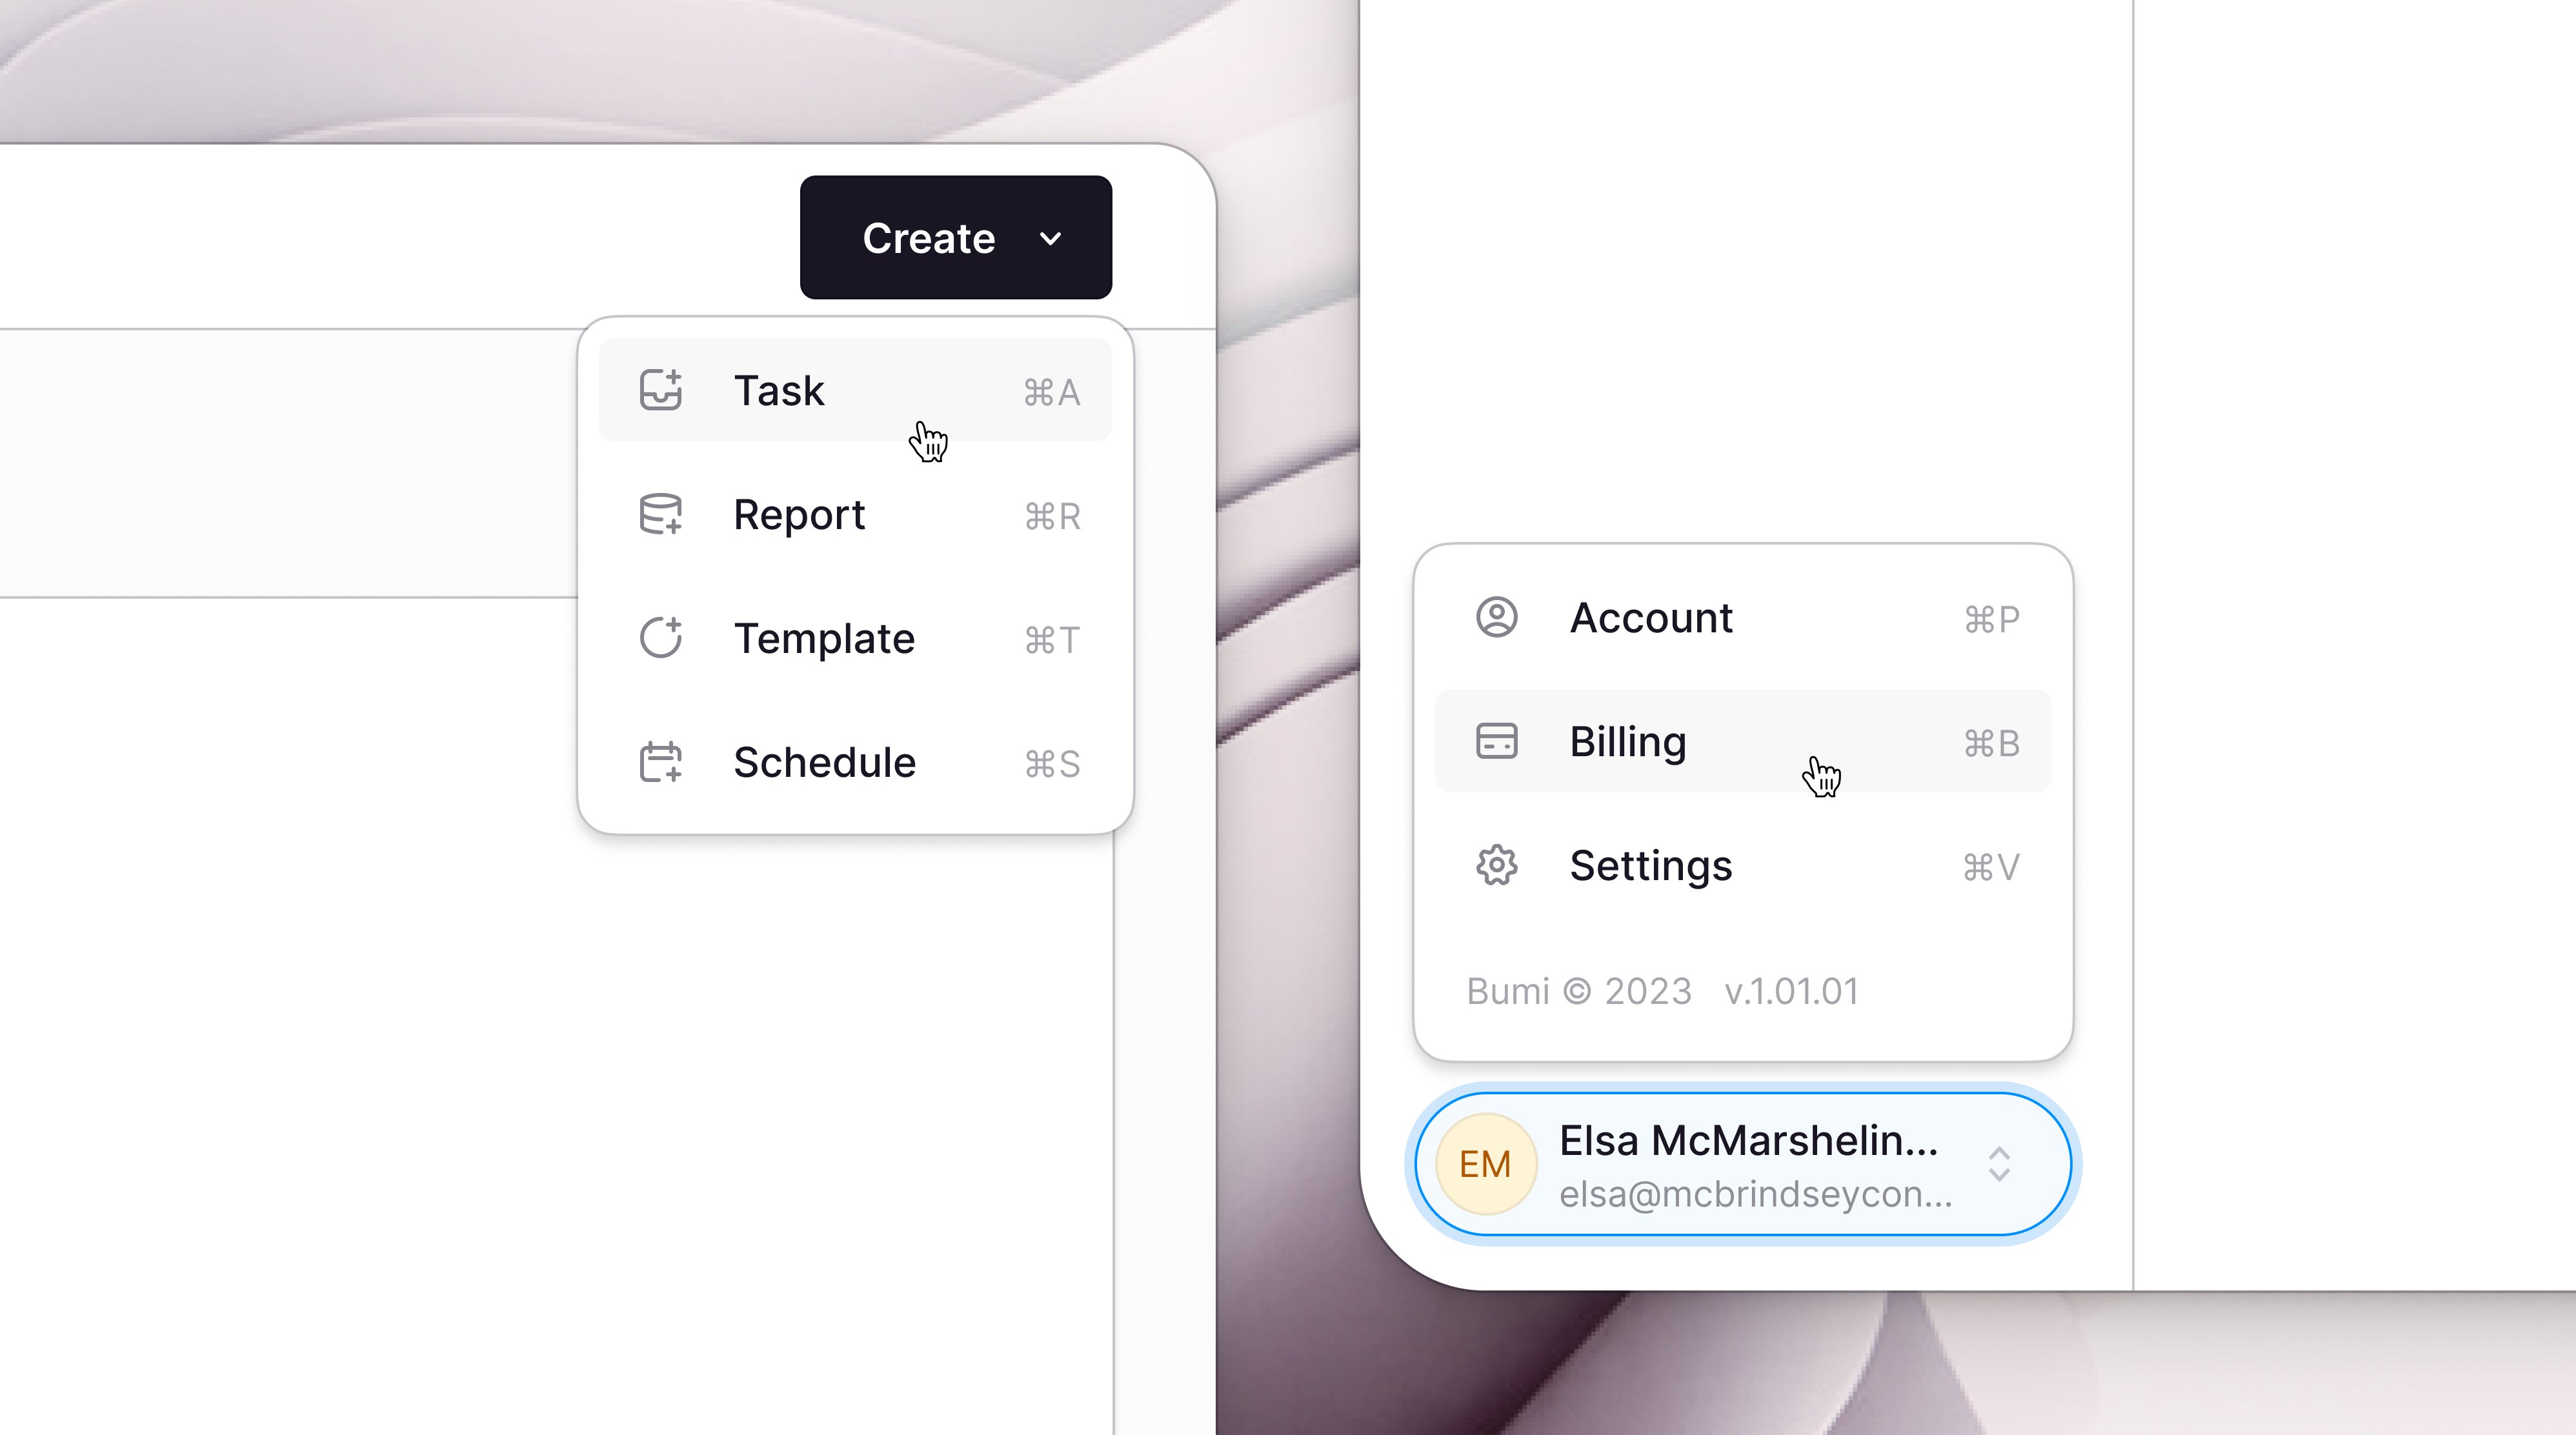 Create
Task ⌘A
Report ⌘R
Template ⌘T
Schedule ⌘S
Account ⌘P
Billing ⌘B
Settings ⌘V
Bumi © 2023 v.1.01.01
EM
Elsa McMarshelin...
elsa@mcbrindseycon...